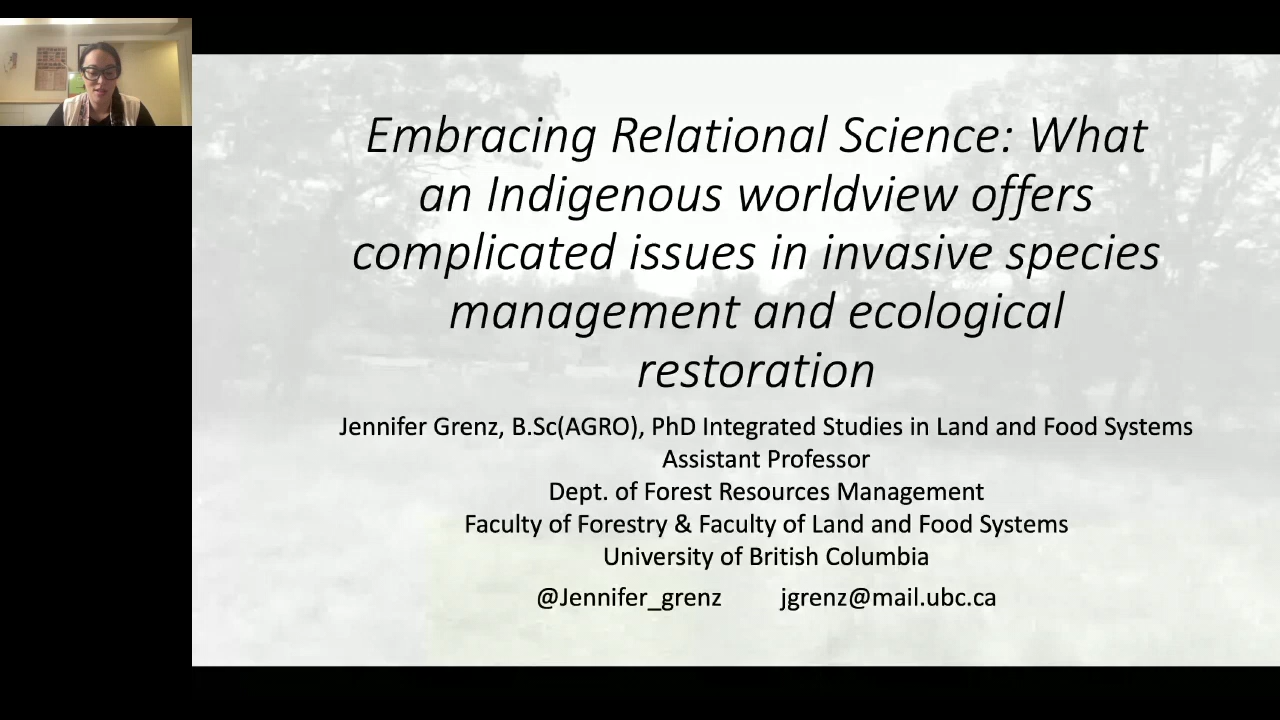 Embracing Relational Science: What
an Indigenous worldview offers
complicated issues in invasive species
management and ecological
restoration
Jennifer Grenz, B.Sc(AGRO), PhD Integrated Studies in Land and Food Systems
Assistant Professor
Dept. of Forest Resources Management
Faculty of Forestry & Faculty of Land and Food Systems
University of British Columbia
@Jennifer_grenz jgrenz@mail.ubc.ca